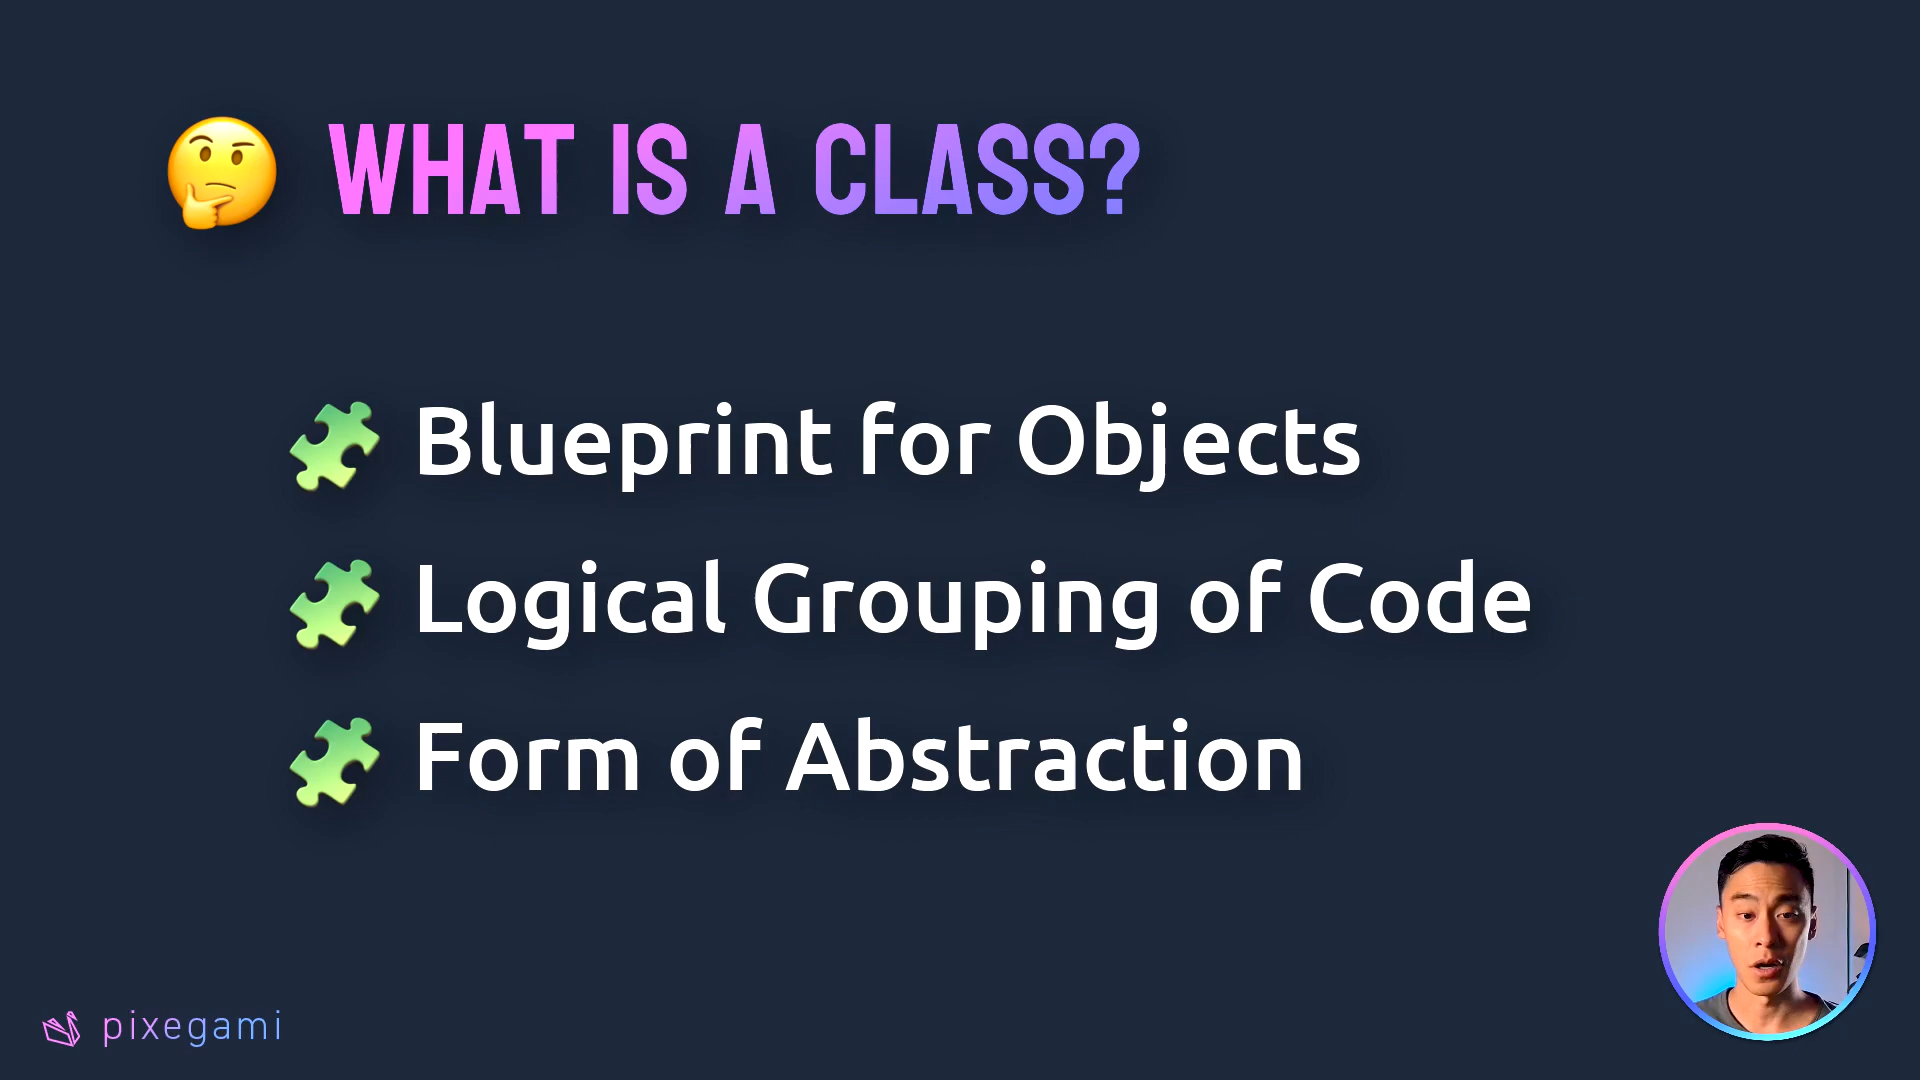 WHAT IS A CLASS?
Blueprint for Objects
Logical Grouping of Code
Form of Abstraction
pixegami